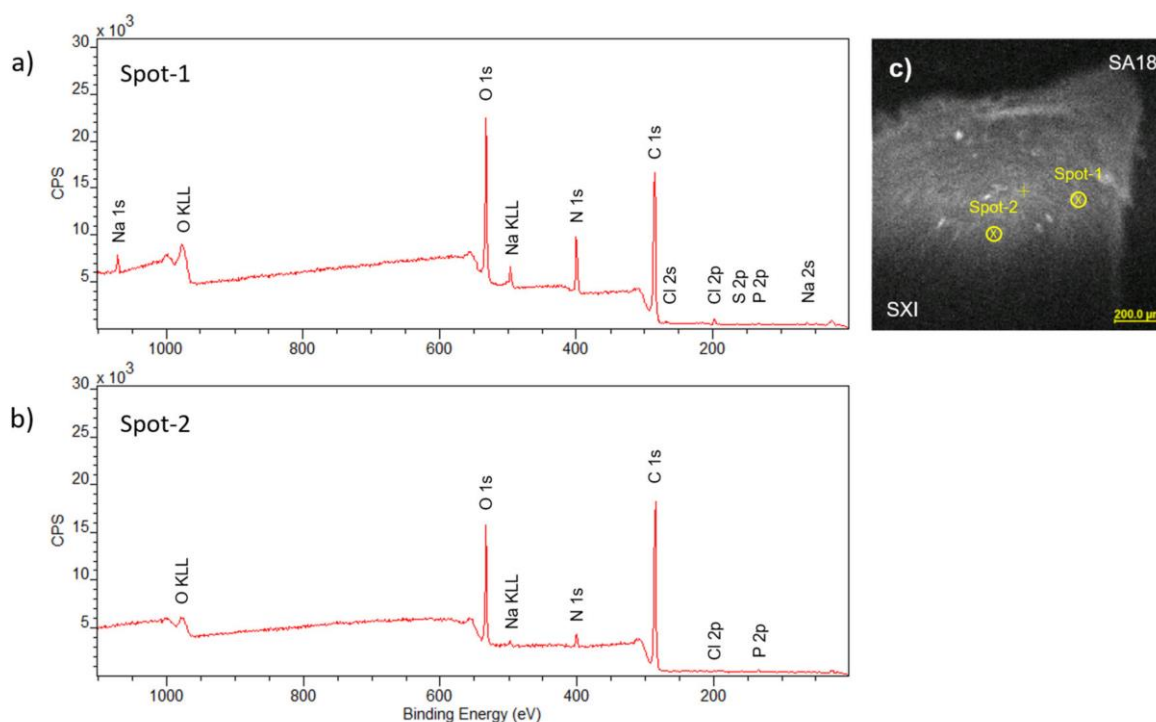 a)
x 10³
30
Spot-1
25
20
15
10
5
CPS
Na 1s
O KLL
O 1s
Na KLL
N 1s
C 1s
Cl 2s
Cl 2p
S 2p
P 2p
Na 2s
1000
800
600
400
200
b)
x 10³
30
Spot-2
25
20
15
10
5
CPS
O KLL
O 1s
Na KLL
N 1s
C 1s
Cl 2p
P 2p
1000
800
600
400
200
Binding Energy (eV)
c)
SA18
Spot-1
Spot-2
SXI
200.0 µm